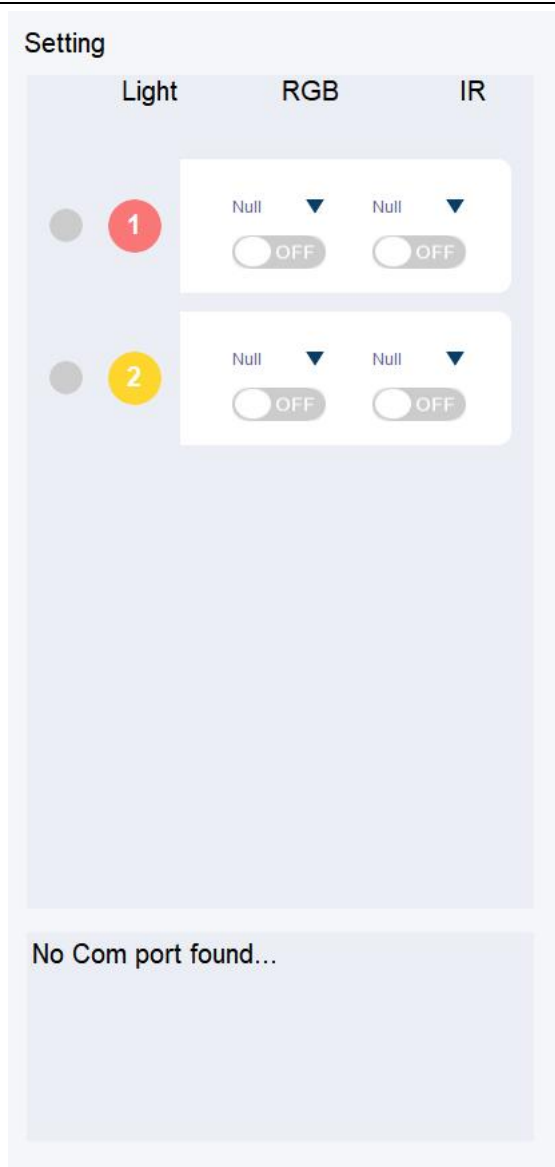 Setting
Light RGB IR
1 Null Null
OFF OFF
2 Null Null
OFF OFF
No Com port found...